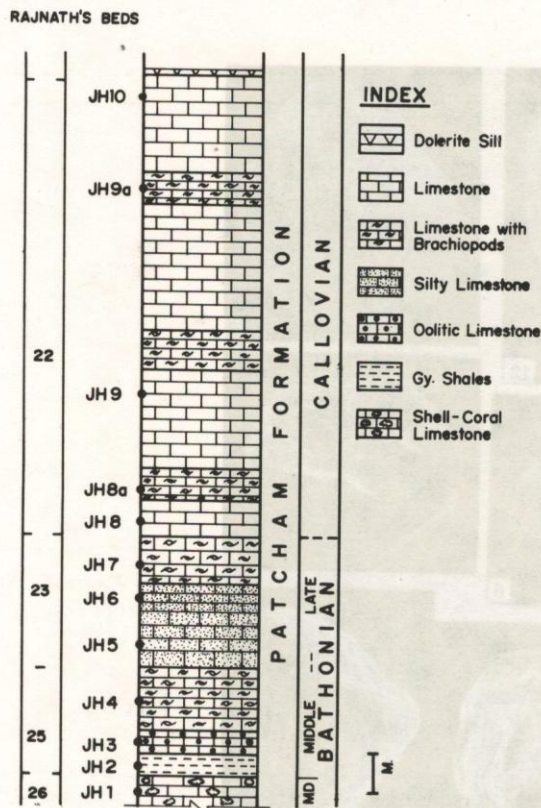 RAJNATH'S BEDS
INDEX
Dolerite Sill
Limestone
Limestone with
Brachiopods
Silty Limestone
Oolitic Limestone
Gy. Shales
Shell-Coral
Limestone
22
23
25
26
JH10
JH9a
JH9
JH8a
JH8
JH7
JH6
JH5
JH4
JH3
JH2
JH1
PATCHAM FORMATION
CALLOVIAN
LATE
MIDDLE
BATHONIAN
MD
M.